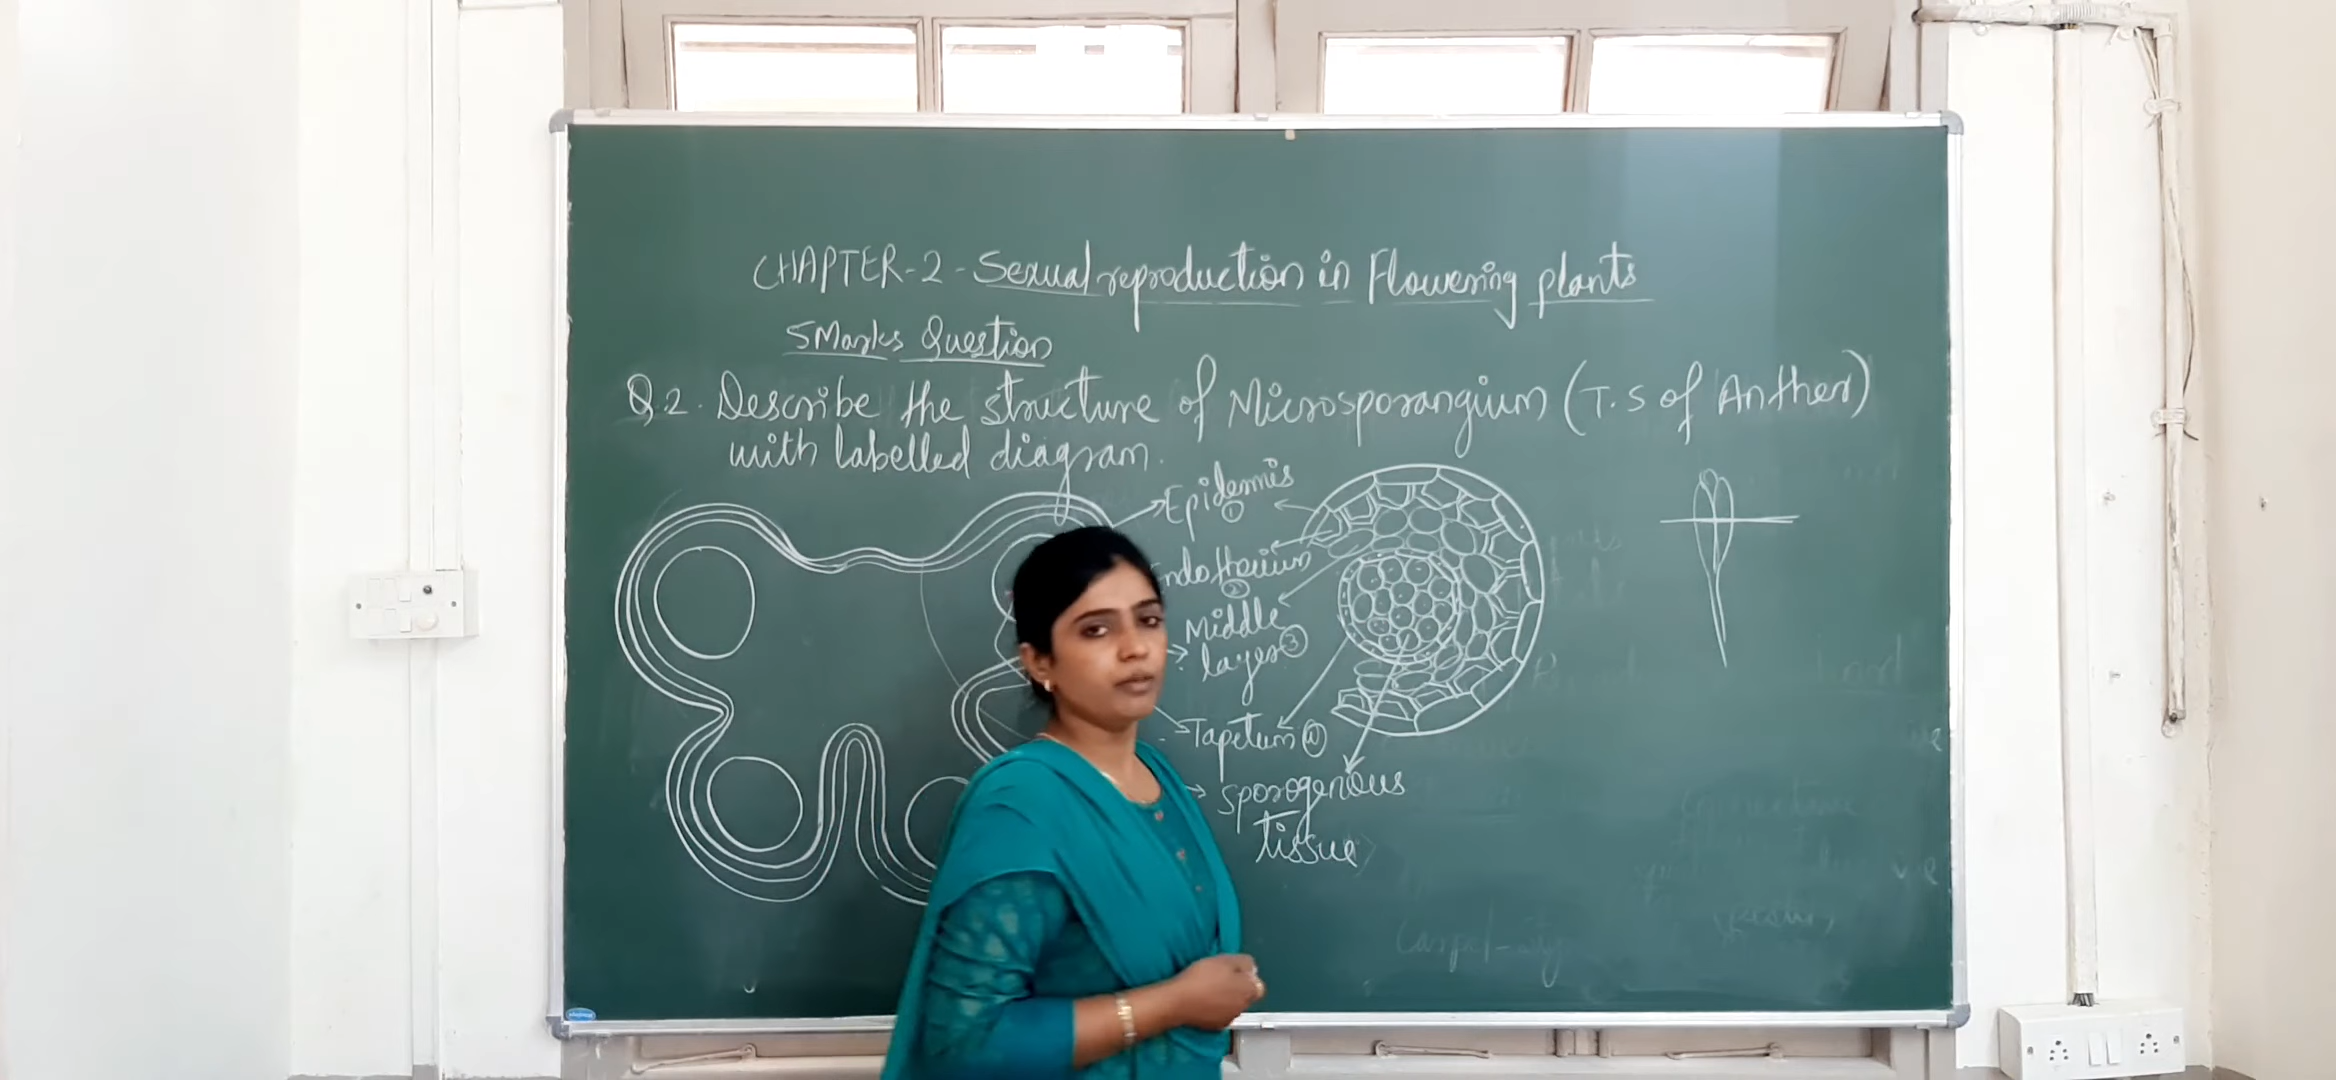 CHAPTER-2 - Sexual reproduction in Flowering plants
5 Marks Question
Q.2. Describe the structure of Microsporangium (T.S of Anther)
with labelled diagram.
Epidermis
①
ndothecium
②
Middle
layers ③
Tapetum ④
Sporogenous
tissue